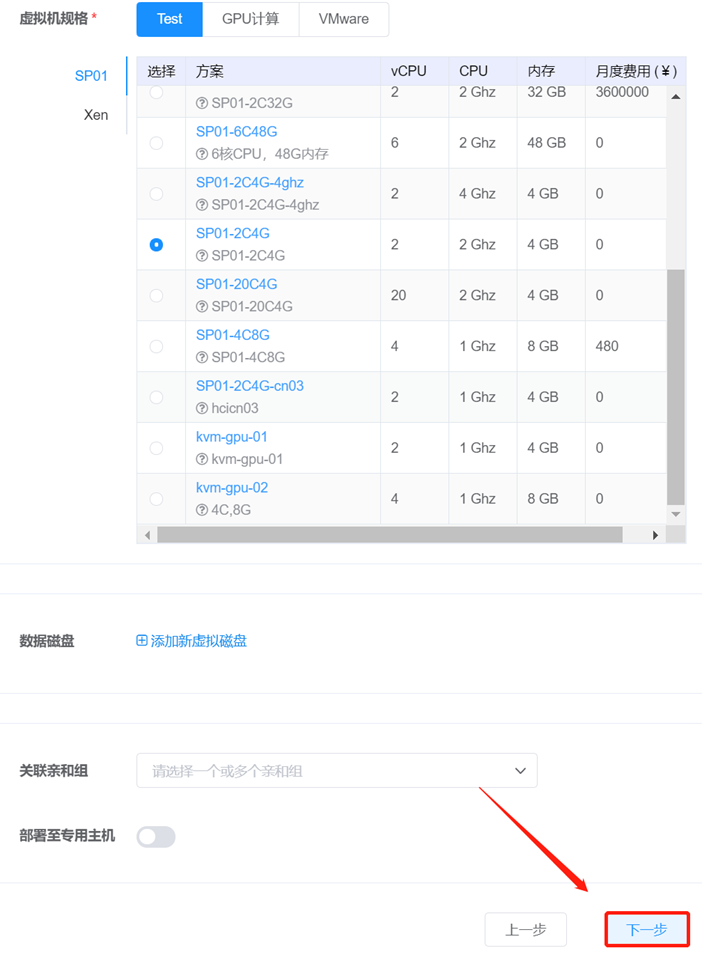 虚拟机规格 *
Test GPU计算 VMware
SP01
Xen
选择 方案 vCPU CPU 内存 月度费用 (¥)
2 2 Ghz 32 GB 3600000
SP01-2C32G
SP01-6C48G
6 2 Ghz 48 GB 0
6核CPU，48G内存
SP01-2C4G-4ghz
2 4 Ghz 4 GB 0
SP01-2C4G-4ghz
SP01-2C4G
2 2 Ghz 4 GB 0
SP01-2C4G
SP01-20C4G
20 2 Ghz 4 GB 0
SP01-20C4G
SP01-4C8G
4 1 Ghz 8 GB 480
SP01-4C8G
SP01-2C4G-cn03
2 1 Ghz 4 GB 0
hcicn03
kvm-gpu-01
2 1 Ghz 4 GB 0
kvm-gpu-01
kvm-gpu-02
4 1 Ghz 8 GB 0
4C,8G
数据磁盘 添加新虚拟磁盘
关联亲和组 请选择一个或多个亲和组
部署至专用主机
上一步 下一步